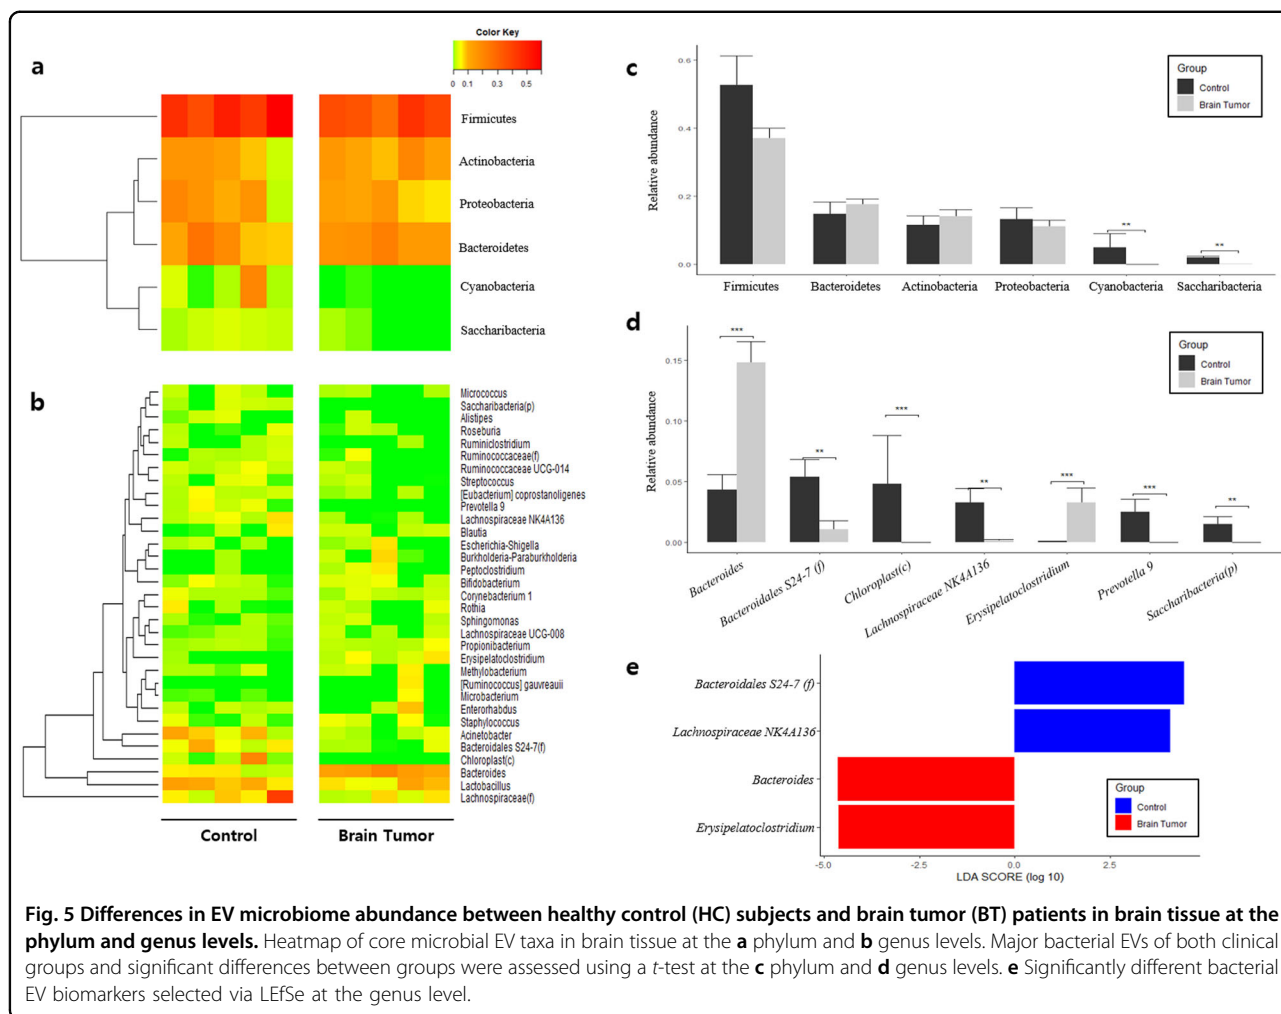 a
Color Key
0 0.1 0.3 0.5
Firmicutes
Actinobacteria
Proteobacteria
Bacteroidetes
Cyanobacteria
Saccharibacteria
b
Micrococcus
Saccharibacteria(p)
Alistipes
Roseburia
Ruminiclostridium
Ruminococcaceae(f)
Ruminococcaceae UCG-014
Streptococcus
[Eubacterium] coprostanoligenes
Prevotella 9
Lachnospiraceae NK4A136
Blautia
Escherichia-Shigella
Burkholderia-Paraburkholderia
Peptoclostridium
Bifidobacterium
Corynebacterium 1
Rothia
Sphingomonas
Lachnospiraceae UCG-008
Propionibacterium
Erysipelatoclostridium
Methylobacterium
[Ruminococcus] gauvreauii
Microbacterium
Enterorhabdus
Staphylococcus
Acinetobacter
Bacteroidales S24-7(f)
Chloroplast(c)
Bacteroides
Lactobacillus
Lachnospiraceae(f)
Control
Brain Tumor
c
Relative abundance
0.6
0.4
0.2
0.0
Group
Control
Brain Tumor
**
**
Firmicutes
Bacteroidetes
Actinobacteria
Proteobacteria
Cyanobacteria
Saccharibacteria
d
Relative abundance
0.15
0.10
0.05
0.00
Group
Control
Brain Tumor
***
**
***
**
***
***
**
Bacteroides
Bacteroidales S24-7 (f)
Chloroplast(c)
Lachnospiraceae NK4A136
Erysipelatoclostridium
Prevotella 9
Saccharibacteria(p)
e
Bacteroidales S24-7 (f)
Lachnospiraceae NK4A136
Bacteroides
Erysipelatoclostridium
Group
Control
Brain Tumor
-5.0 -2.5 0.0 2.5
LDA SCORE (log 10)
Fig. 5 Differences in EV microbiome abundance between healthy control (HC) subjects and brain tumor (BT) patients in brain tissue at the
phylum and genus levels. Heatmap of core microbial EV taxa in brain tissue at the a phylum and b genus levels. Major bacterial EVs of both clinical
groups and significant differences between groups were assessed using a t-test at the c phylum and d genus levels. e Significantly different bacterial
EV biomarkers selected via LEfSe at the genus level.